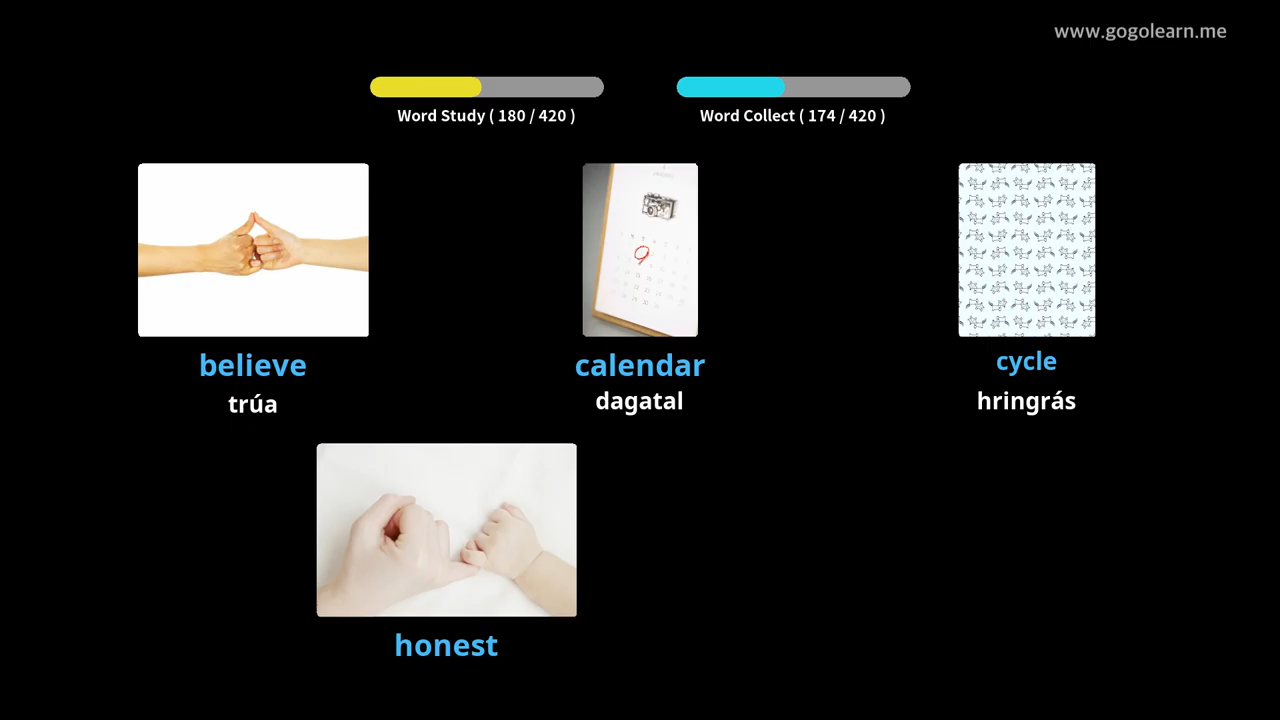 www.gogolearn.me
Word Study ( 180 / 420 )
Word Collect ( 174 / 420 )
believe
trúa
calendar
dagatal
cycle
hringrás
honest